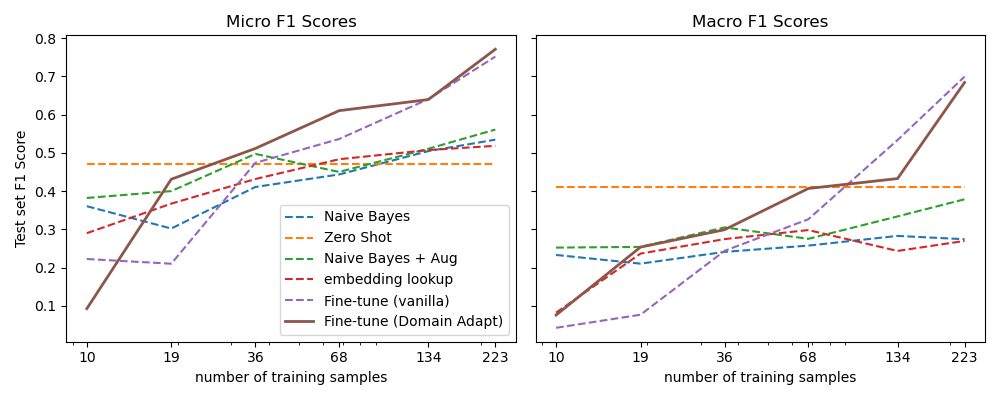 Micro F1 Scores
Macro F1 Scores
Test set F1 Score
0.8
0.7
0.6
0.5
0.4
0.3
0.2
0.1
Naive Bayes
Zero Shot
Naive Bayes + Aug
embedding lookup
Fine-tune (vanilla)
Fine-tune (Domain Adapt)
10 19 36 68 134 223
number of training samples
10 19 36 68 134 223
number of training samples